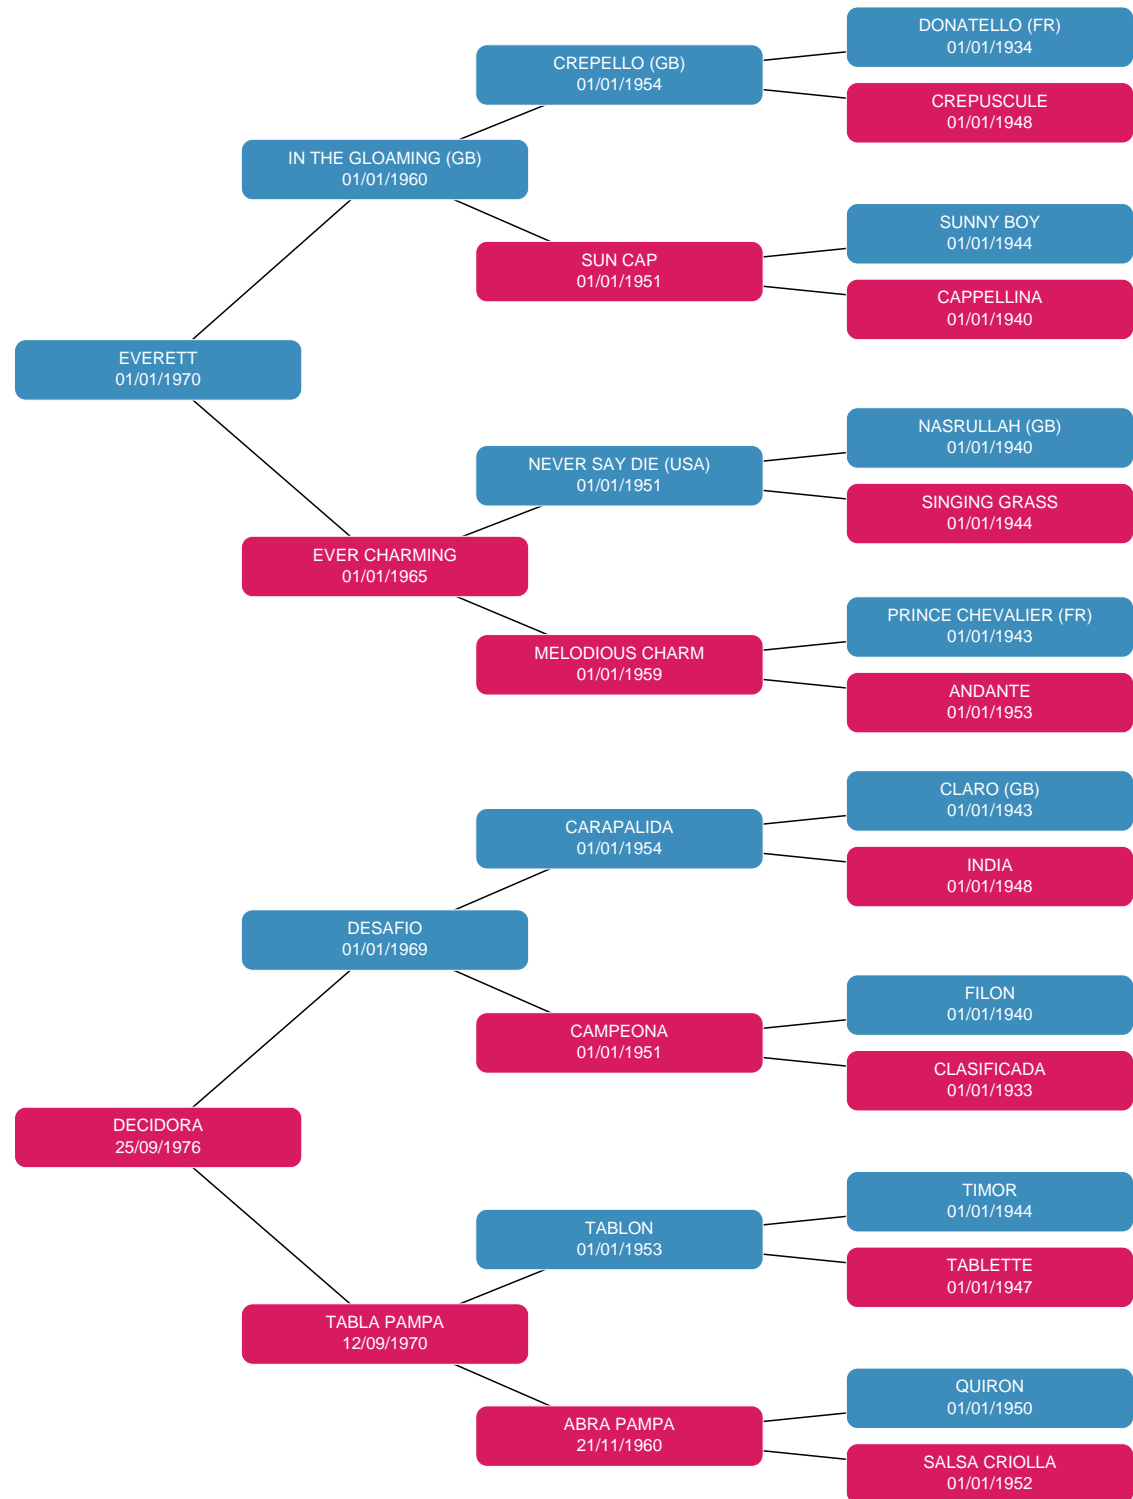 DONATELLO (FR)
01/01/1934
CREPELLO (GB)
01/01/1954
CREPUSCULE
01/01/1948
IN THE GLOAMING (GB)
01/01/1960
SUNNY BOY
01/01/1944
SUN CAP
01/01/1951
CAPPELLINA
01/01/1940
EVERETT
01/01/1970
NASRULLAH (GB)
01/01/1940
NEVER SAY DIE (USA)
01/01/1951
SINGING GRASS
01/01/1944
EVER CHARMING
01/01/1965
PRINCE CHEVALIER (FR)
01/01/1943
MELODIOUS CHARM
01/01/1959
ANDANTE
01/01/1953
CLARO (GB)
01/01/1943
CARAPALIDA
01/01/1954
INDIA
01/01/1948
DESAFIO
01/01/1969
FILON
01/01/1940
CAMPEONA
01/01/1951
CLASIFICADA
01/01/1933
DECIDORA
25/09/1976
TIMOR
01/01/1944
TABLON
01/01/1953
TABLETTE
01/01/1947
TABLA PAMPA
12/09/1970
QUIRON
01/01/1950
ABRA PAMPA
21/11/1960
SALSA CRIOLLA
01/01/1952